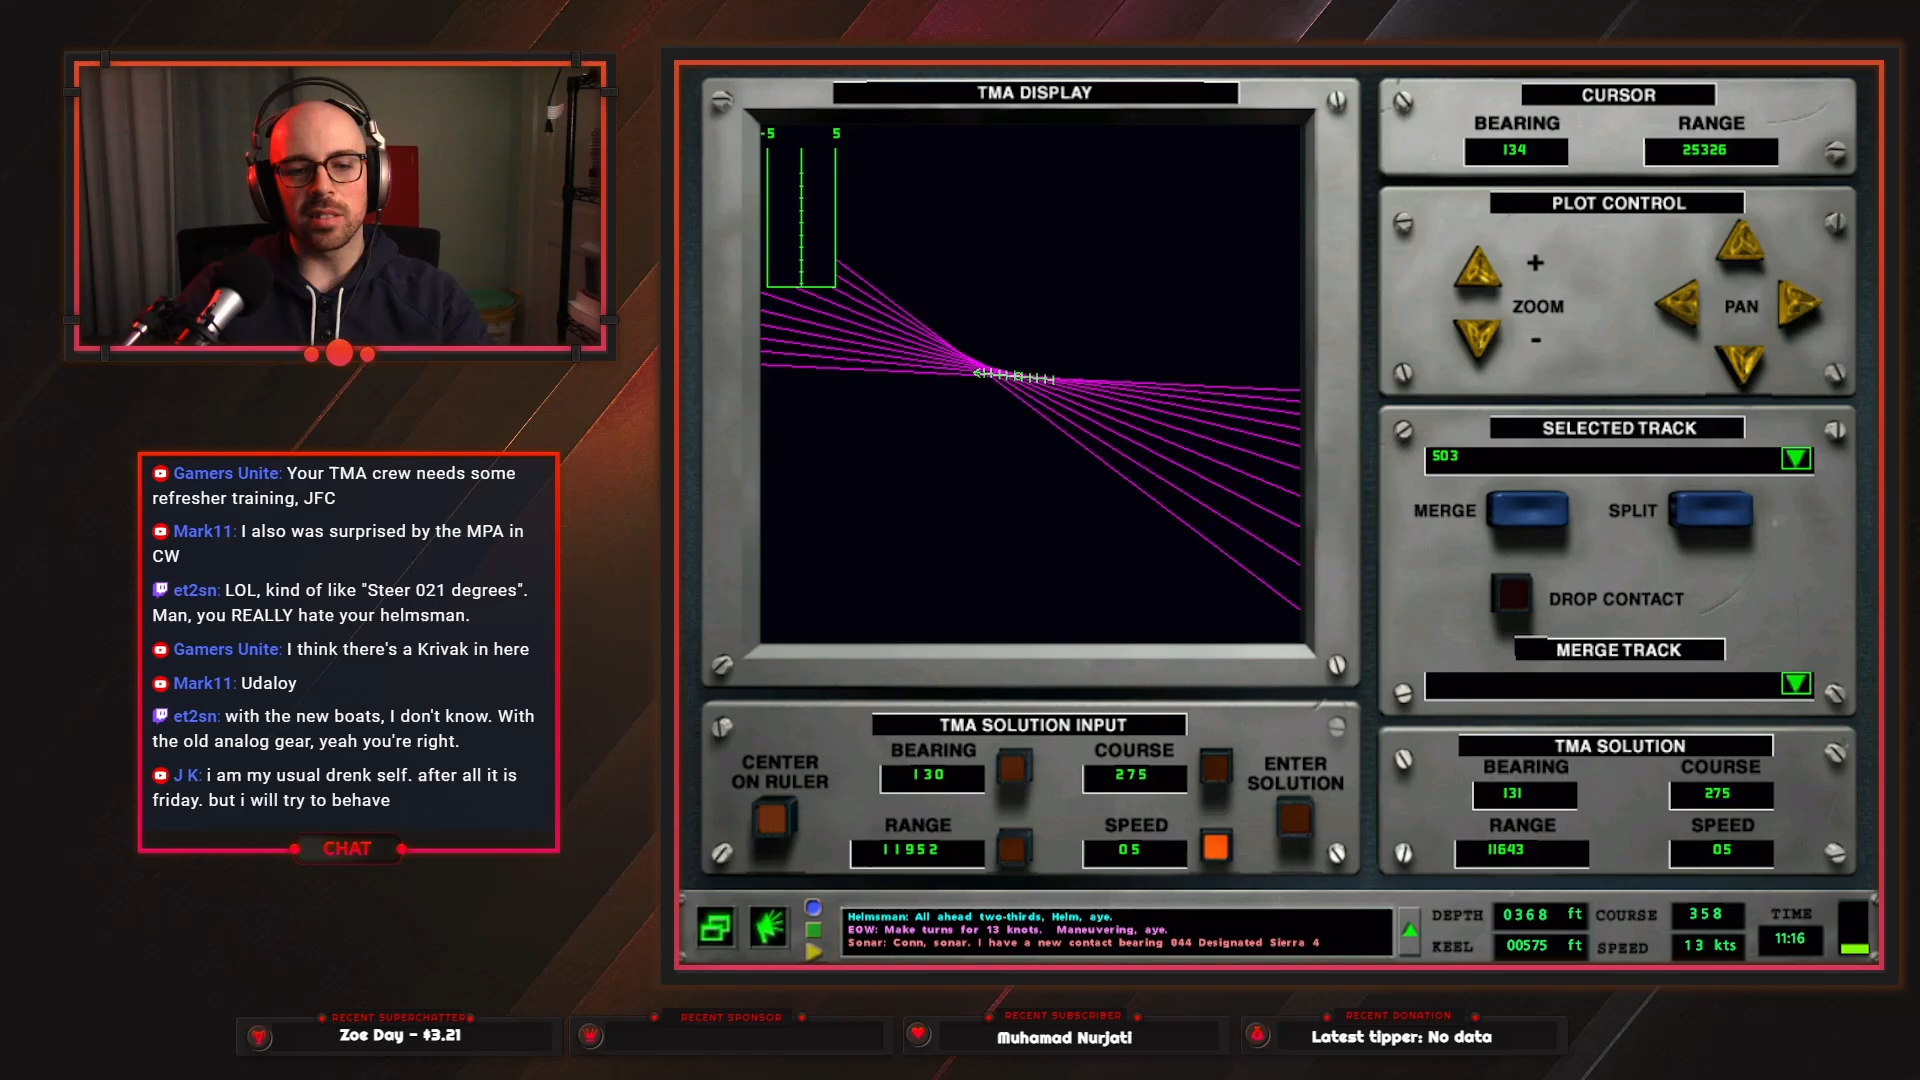 TMA DISPLAY
-5 5
CURSOR
BEARING RANGE
134 25326
PLOT CONTROL
+
ZOOM
-
PAN
SELECTED TRACK
S03
MERGE SPLIT
DROP CONTACT
MERGE TRACK
TMA SOLUTION INPUT
CENTER
ON RULER
BEARING
130
COURSE
275
ENTER
SOLUTION
RANGE
11952
SPEED
05
TMA SOLUTION
BEARING COURSE
131 275
RANGE SPEED
11643 05
Helmsman: All ahead two-thirds, Helm, aye.
EOW: Make turns for 13 knots. Maneuvering, aye.
Sonar: Conn, sonar. I have a new contact bearing 044 Designated Sierra 4
DEPTH 0368 ft COURSE 358 TIME
KEEL 00575 ft SPEED 13 kts 11:16
Gamers Unite: Your TMA crew needs some
refresher training, JFC
Mark11: I also was surprised by the MPA in
CW
et2sn: LOL, kind of like "Steer 021 degrees".
Man, you REALLY hate your helmsman.
Gamers Unite: I think there's a Krivak in here
Mark11: Udaloy
et2sn: with the new boats, I don't know. With
the old analog gear, yeah you're right.
J K: i am my usual drenk self. after all it is
friday. but i will try to behave
CHAT
RECENT SUPERCHATTER
Zoe Day - $3.21
RECENT SPONSOR
RECENT SUBSCRIBER
Muhamad Nurjati
RECENT DONATION
Latest tipper: No data